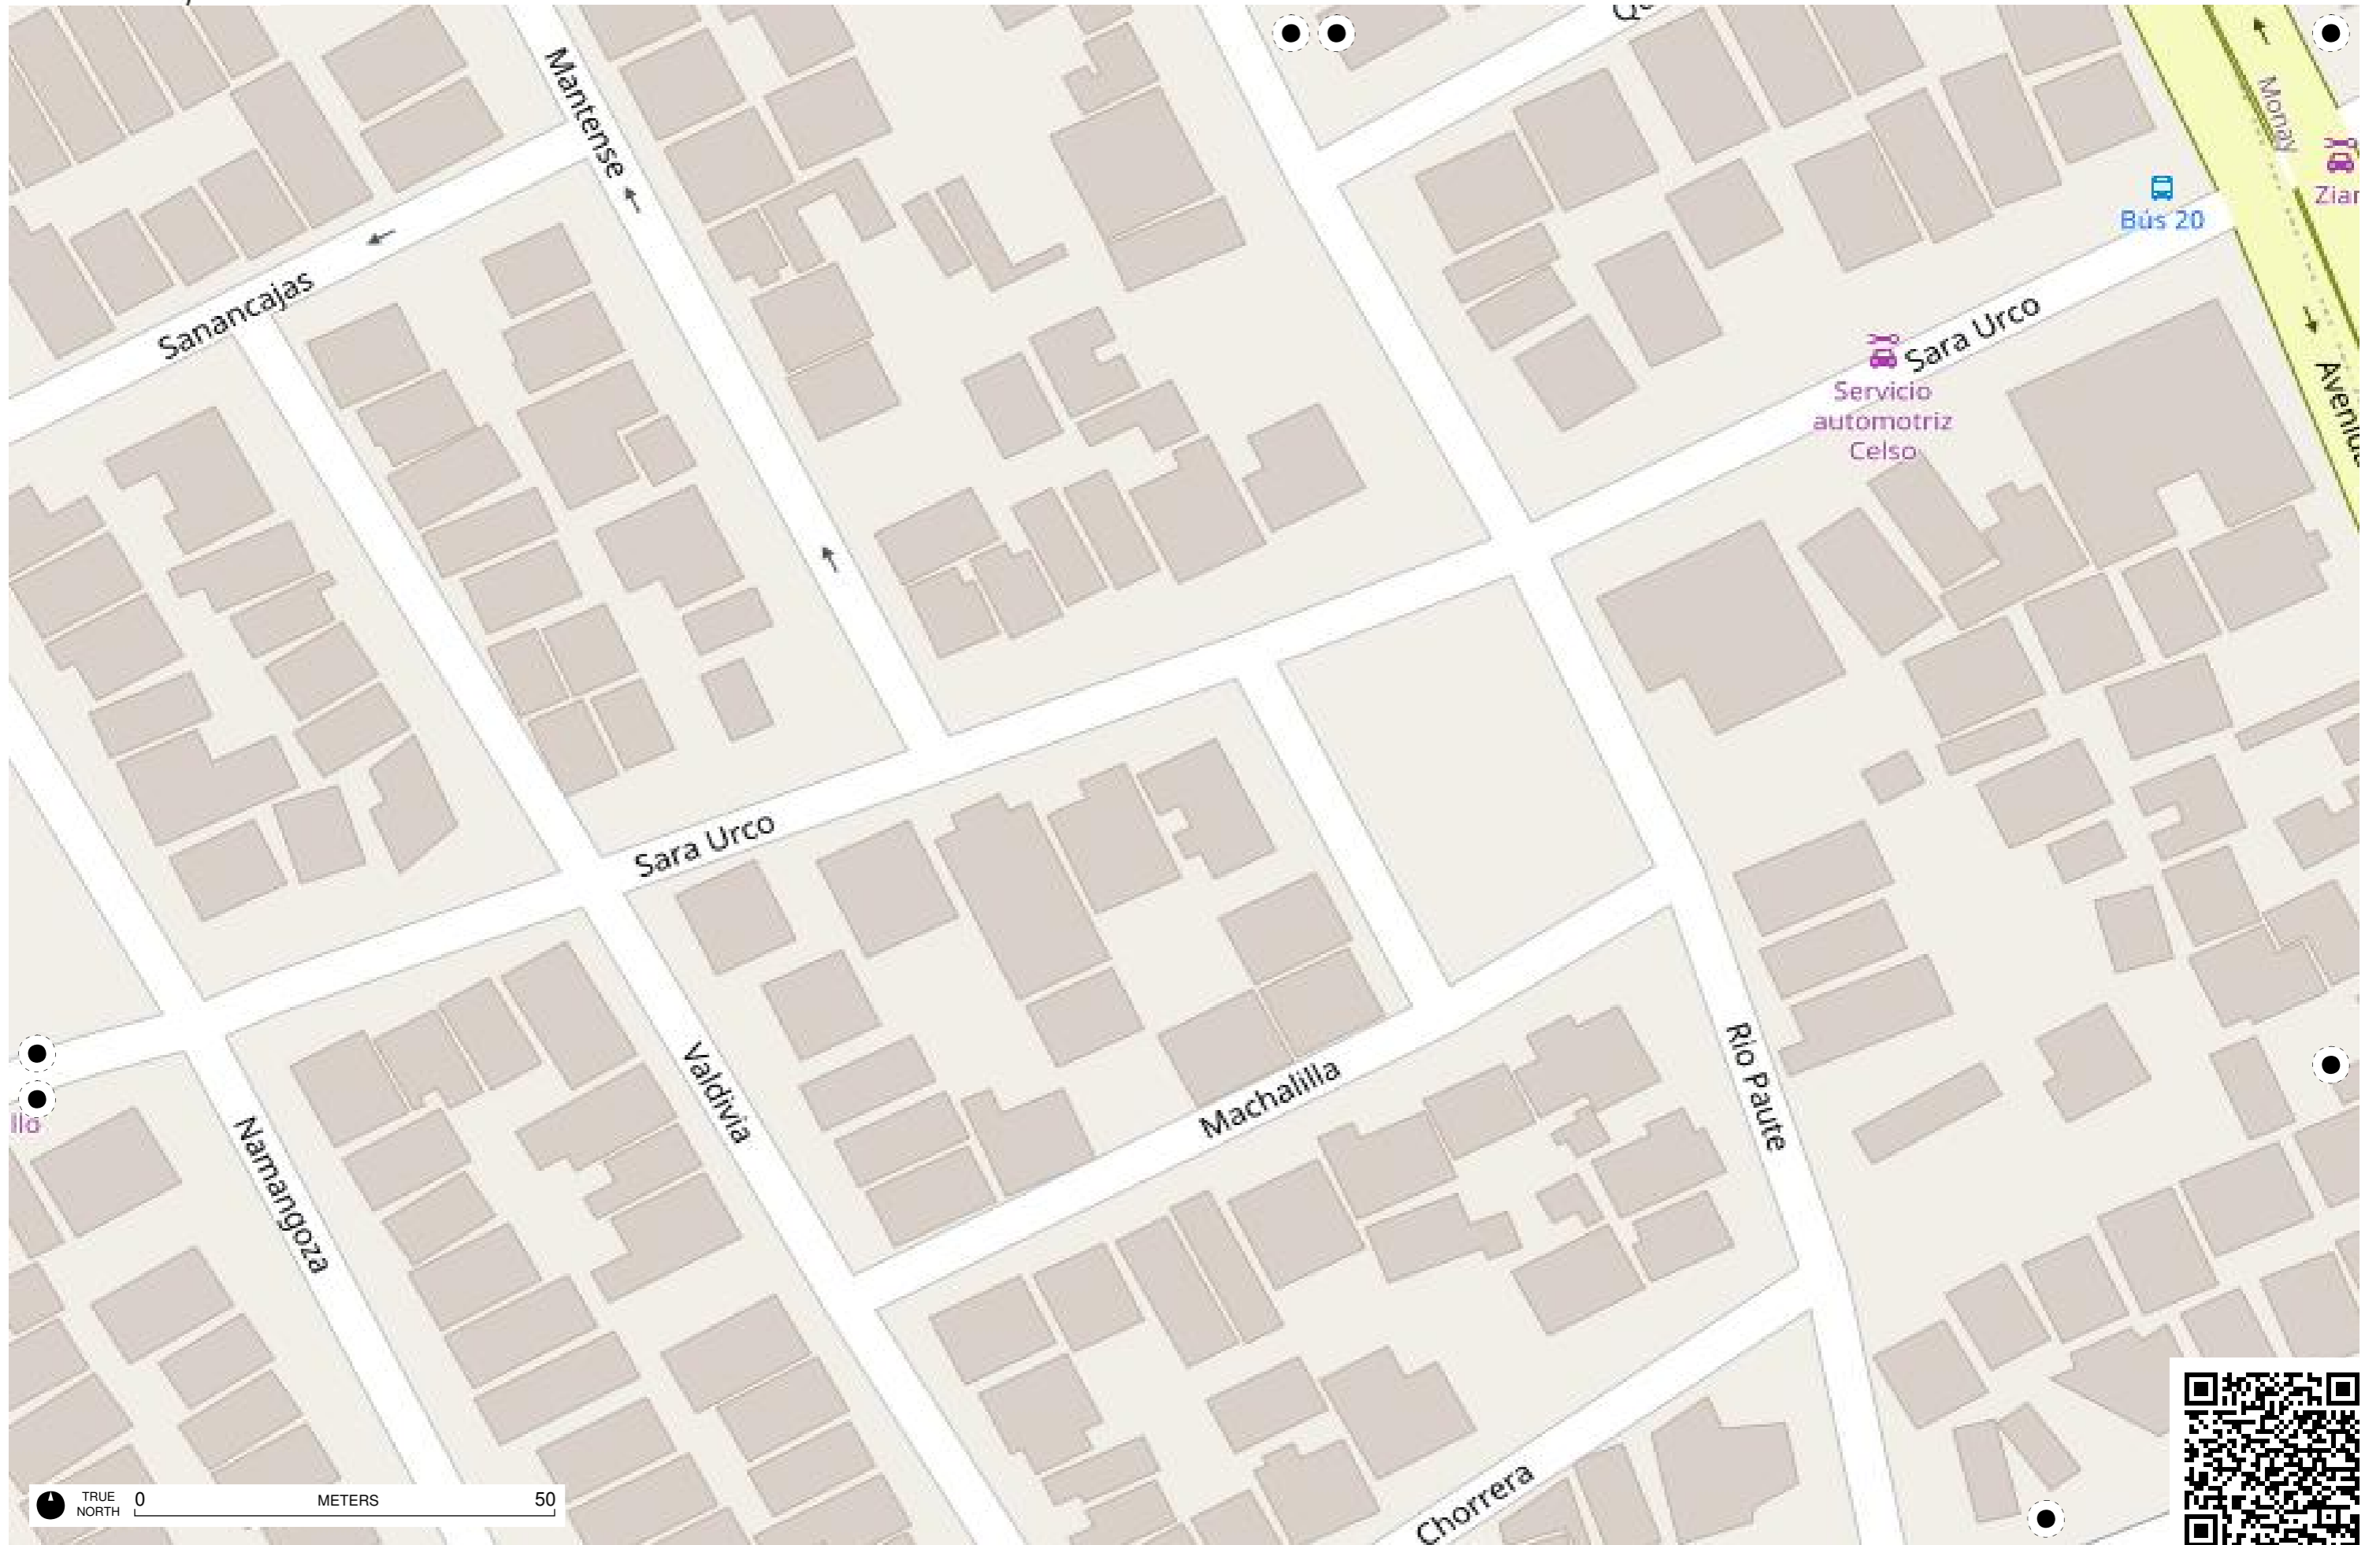 Mantense
Monay
Bús 20
Sanancajas
Sara Urco
Servicio
automotriz
Celso
Sara Urco
Valdivia
Río Paute
Machalilla
Namangoza
Chorrera
TRUE
NORTH
0 METERS 50